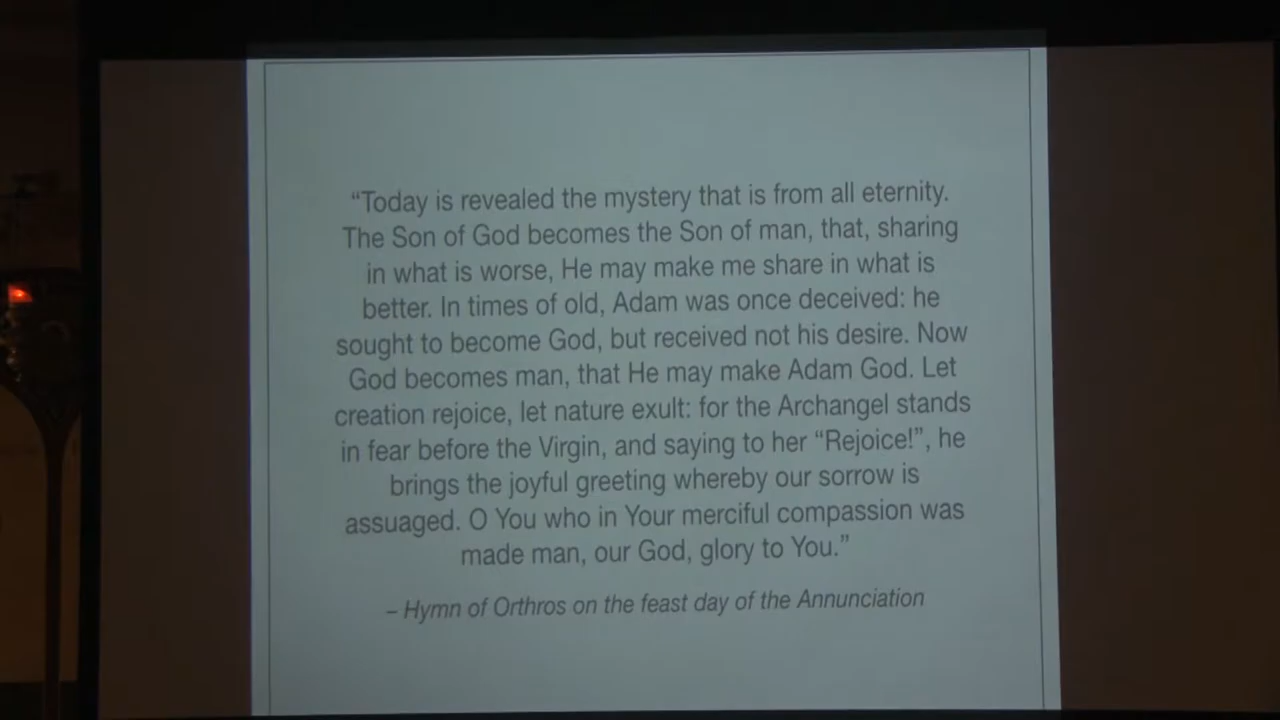 “Today is revealed the mystery that is from all eternity.
The Son of God becomes the Son of man, that, sharing
in what is worse, He may make me share in what is
better. In times of old, Adam was once deceived: he
sought to become God, but received not his desire. Now
God becomes man, that He may make Adam God. Let
creation rejoice, let nature exult: for the Archangel stands
in fear before the Virgin, and saying to her “Rejoice!”, he
brings the joyful greeting whereby our sorrow is
assuaged. O You who in Your merciful compassion was
made man, our God, glory to You.”
– Hymn of Orthros on the feast day of the Annunciation